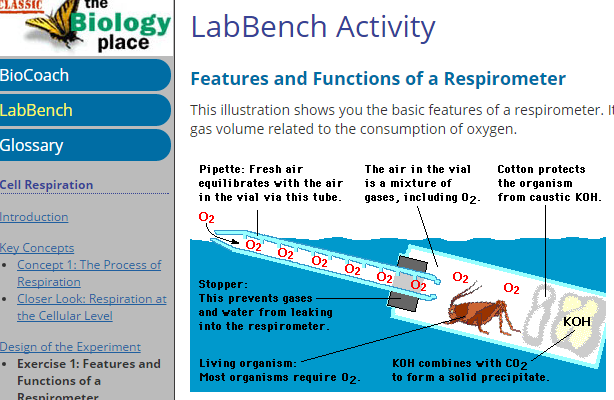 CLASSIC
the
Biology
place
BioCoach
LabBench
Glossary
Cell Respiration
Introduction
Key Concepts
Concept 1: The Process of
Respiration
Closer Look: Respiration at
the Cellular Level
Design of the Experiment
Exercise 1: Features and
Functions of a
Respirometer
LabBench Activity
Features and Functions of a Respirometer
This illustration shows you the basic features of a respirometer. It
gas volume related to the consumption of oxygen.
Pipette: Fresh air
equilibrates with the air
in the vial via this tube.
The air in the vial
is a mixture of
gases, including O₂.
Cotton protects
the organism
from caustic KOH.
O₂
O₂ O₂ O₂ O₂ O₂ O₂
O₂ O₂
Stopper:
This prevents gases
and water from leaking
into the respirometer.
KOH
Living organism:
Most organisms require O₂.
KOH combines with CO₂
to form a solid precipitate.